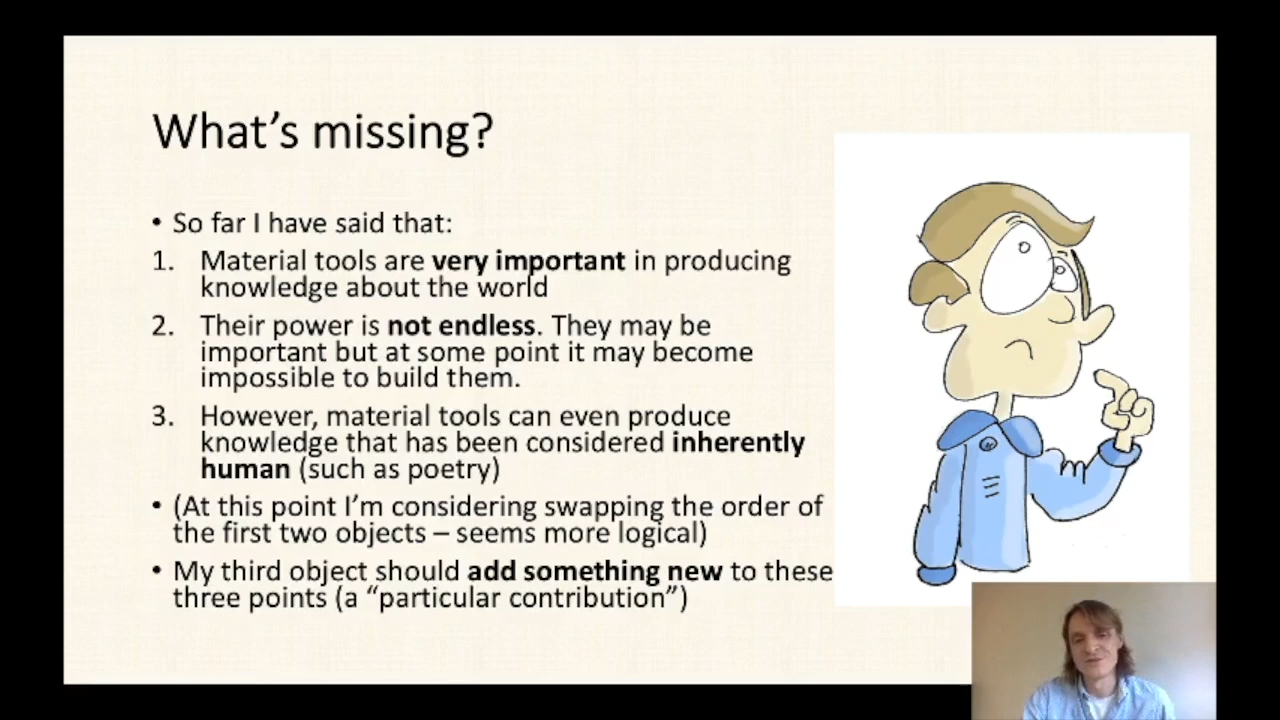 What's missing?
• So far I have said that:
1. Material tools are very important in producing
knowledge about the world
2. Their power is not endless. They may be
important but at some point it may become
impossible to build them.
3. However, material tools can even produce
knowledge that has been considered inherently
human (such as poetry)
• (At this point I'm considering swapping the order of
the first two objects – seems more logical)
• My third object should add something new to these
three points (a “particular contribution”)